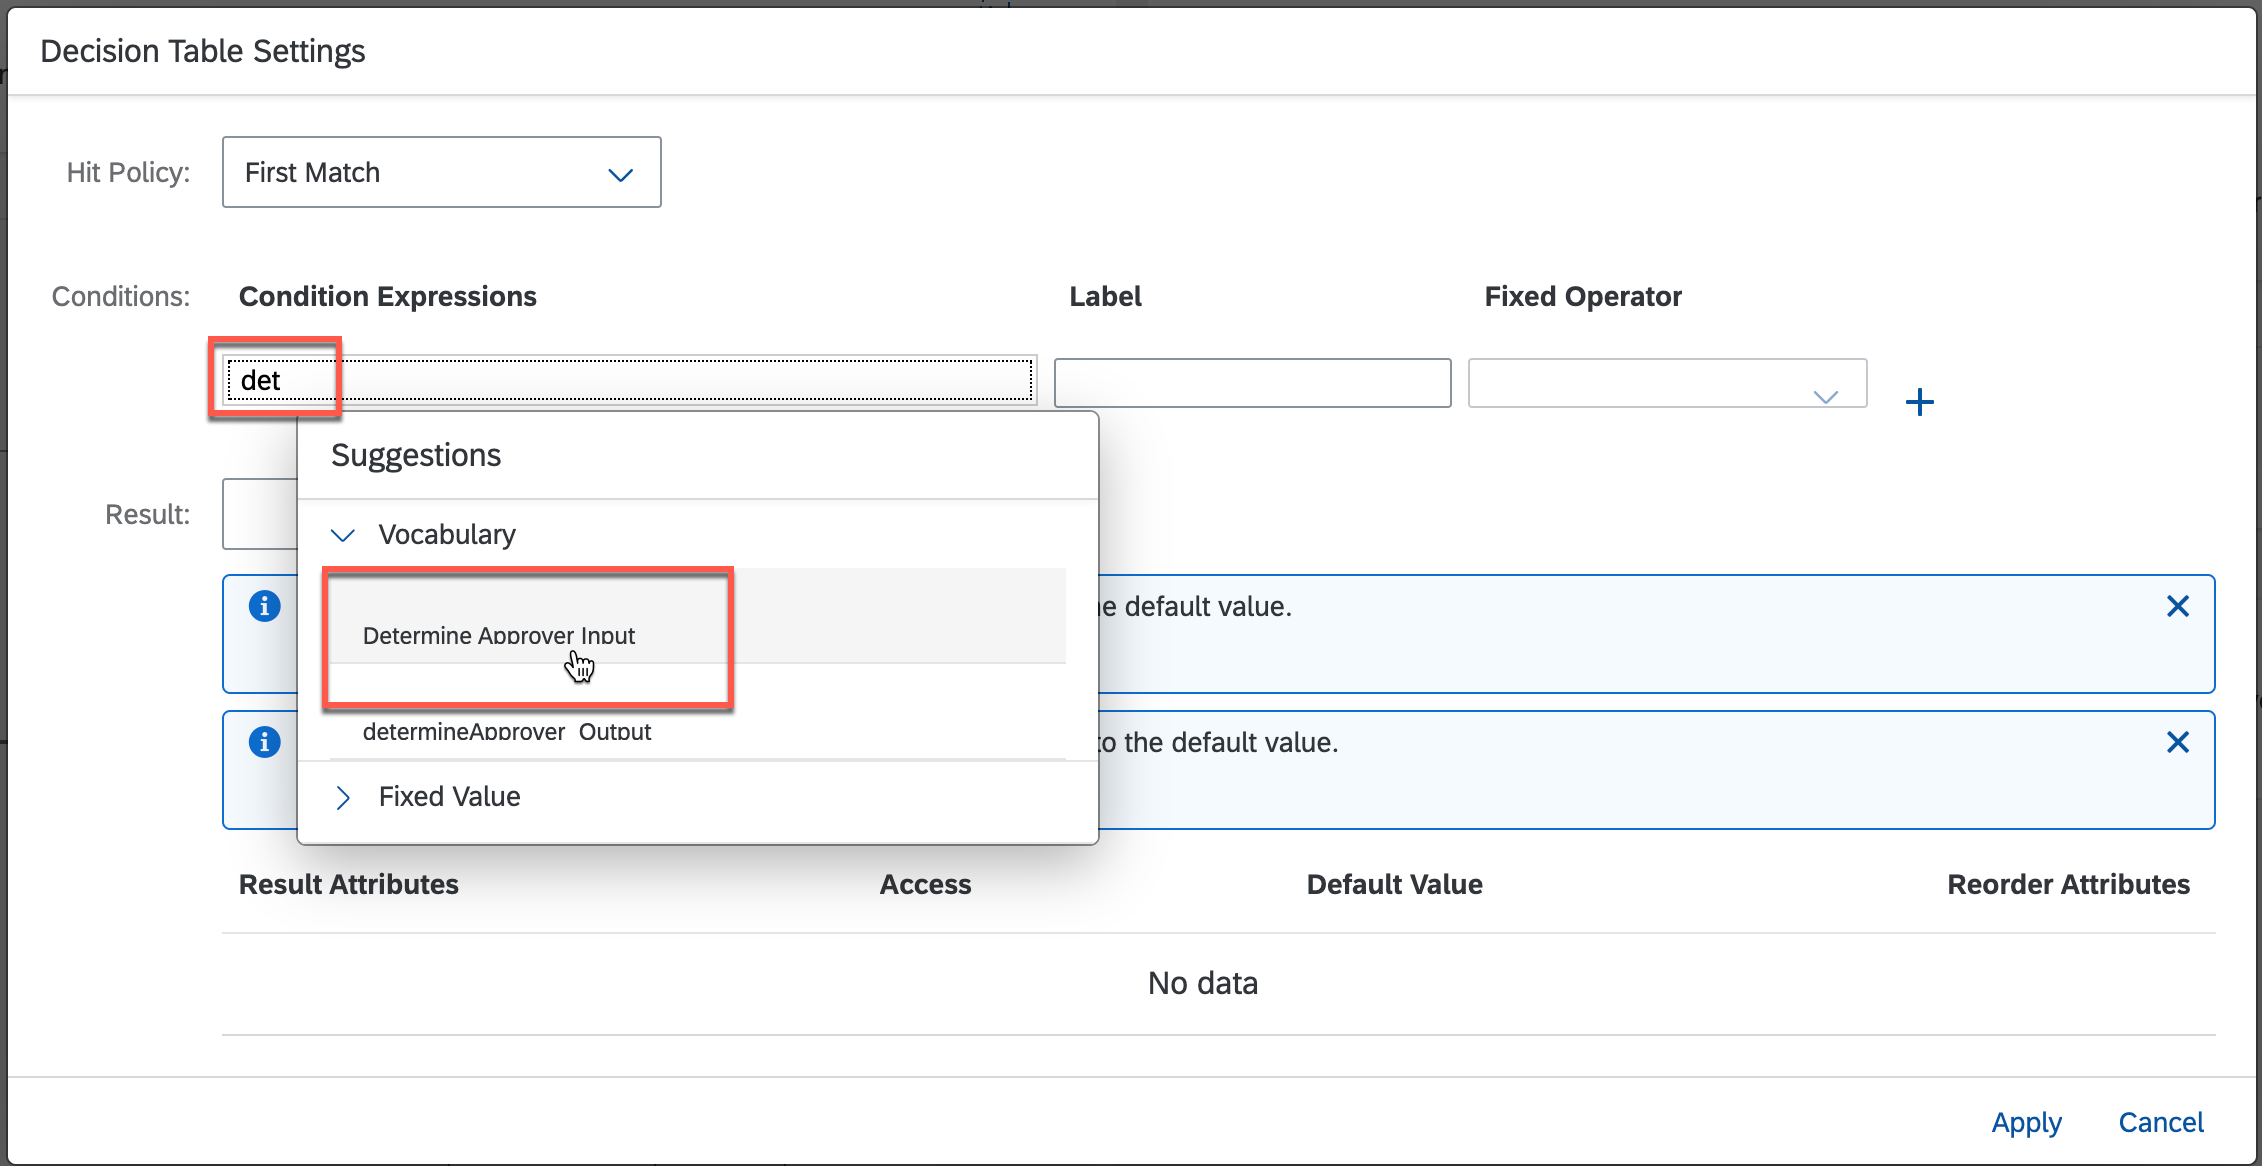 Decision Table Settings
Hit Policy: First Match
Conditions: Condition Expressions Label Fixed Operator
det
Suggestions
Result:
Vocabulary
default value.
Determine Approver Input
determineApprover_Output
to the default value.
Fixed Value
Result Attributes Access Default Value Reorder Attributes
No data
Apply Cancel